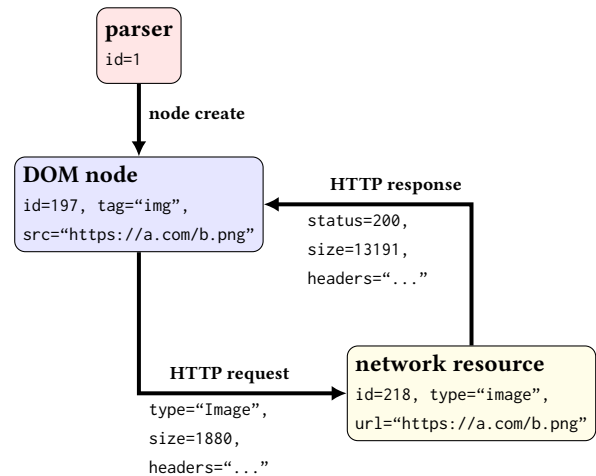 parser
id=1
node create
DOM node
id=197, tag=“img”,
src=“https://a.com/b.png”
HTTP response
status=200,
size=13191,
headers=“...”
HTTP request
type=“Image”,
size=1880,
headers=“...”
network resource
id=218, type=“image”,
url=“https://a.com/b.png”